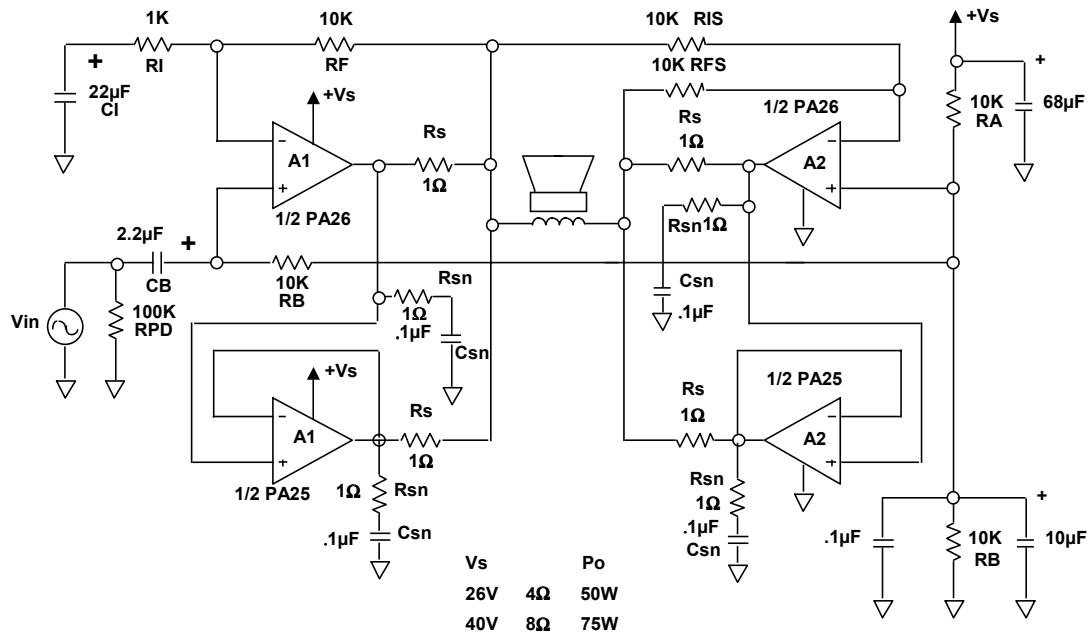 1K
RI
10K
RF
10K RIS
10K RFS
+Vs
+
+
22µF
CI
+Vs
1/2 PA26
10K
RA
68µF
Rs
1Ω
Rs
1Ω
−
+
A1
−
+
A2
1/2 PA26
Rsn 1Ω
2.2µF
+
CB
10K
RB
Rsn
1Ω
.1µF
Csn
Csn
.1µF
Vin
100K
RPD
+Vs
1/2 PA25
−
+
A1
Rs
1Ω
Rs
1Ω
−
+
A2
1/2 PA25
1Ω
Rsn
.1µF
Csn
Rsn
1Ω
.1µF
Csn
+
.1µF
10K
RB
10µF
Vs Po
26V 4Ω 50W
40V 8Ω 75W